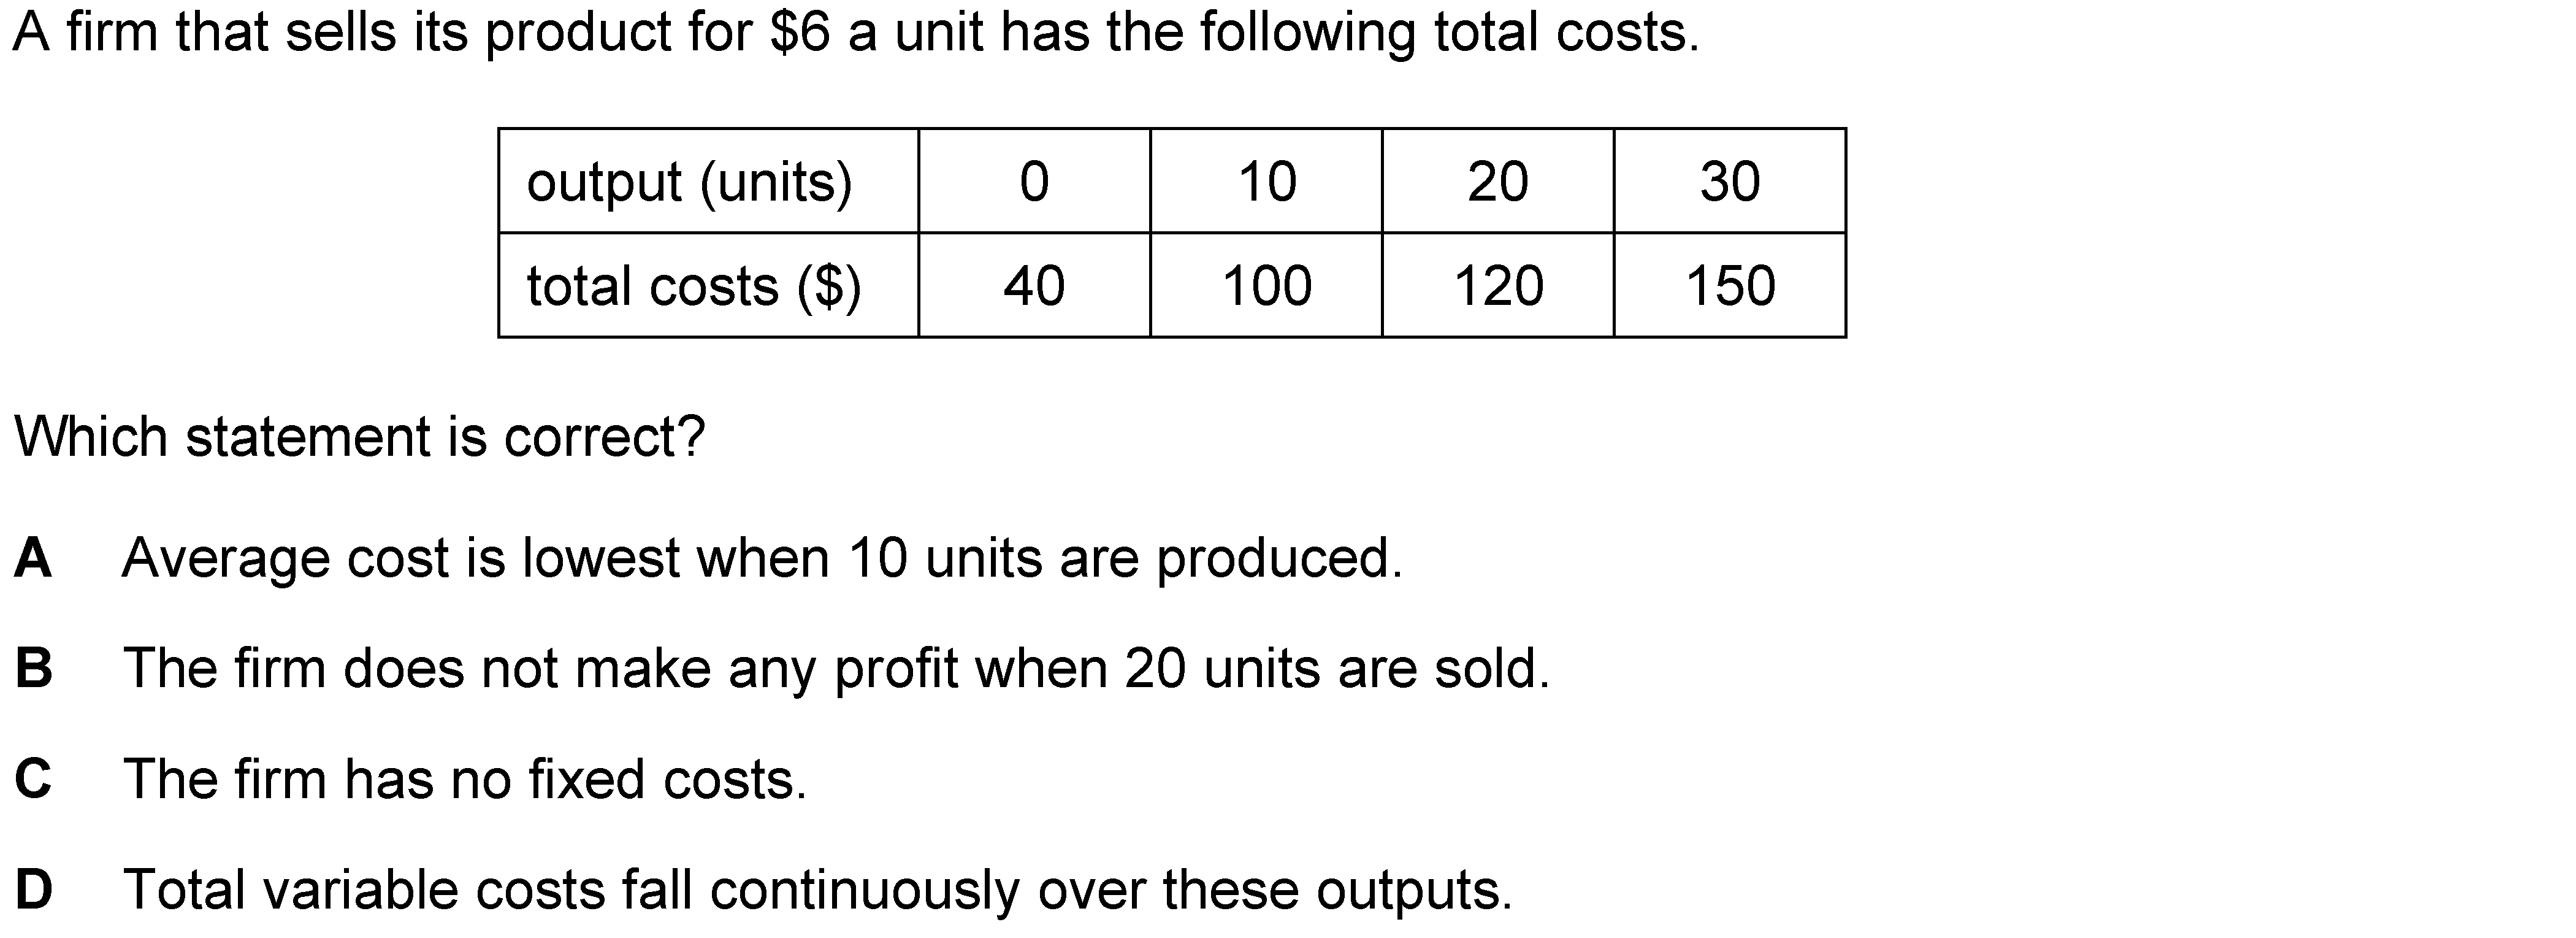 A firm that sells its product for $6 a unit has the following total costs.
output (units) 0 10 20 30
total costs ($) 40 100 120 150
Which statement is correct?
A Average cost is lowest when 10 units are produced.
B The firm does not make any profit when 20 units are sold.
C The firm has no fixed costs.
D Total variable costs fall continuously over these outputs.